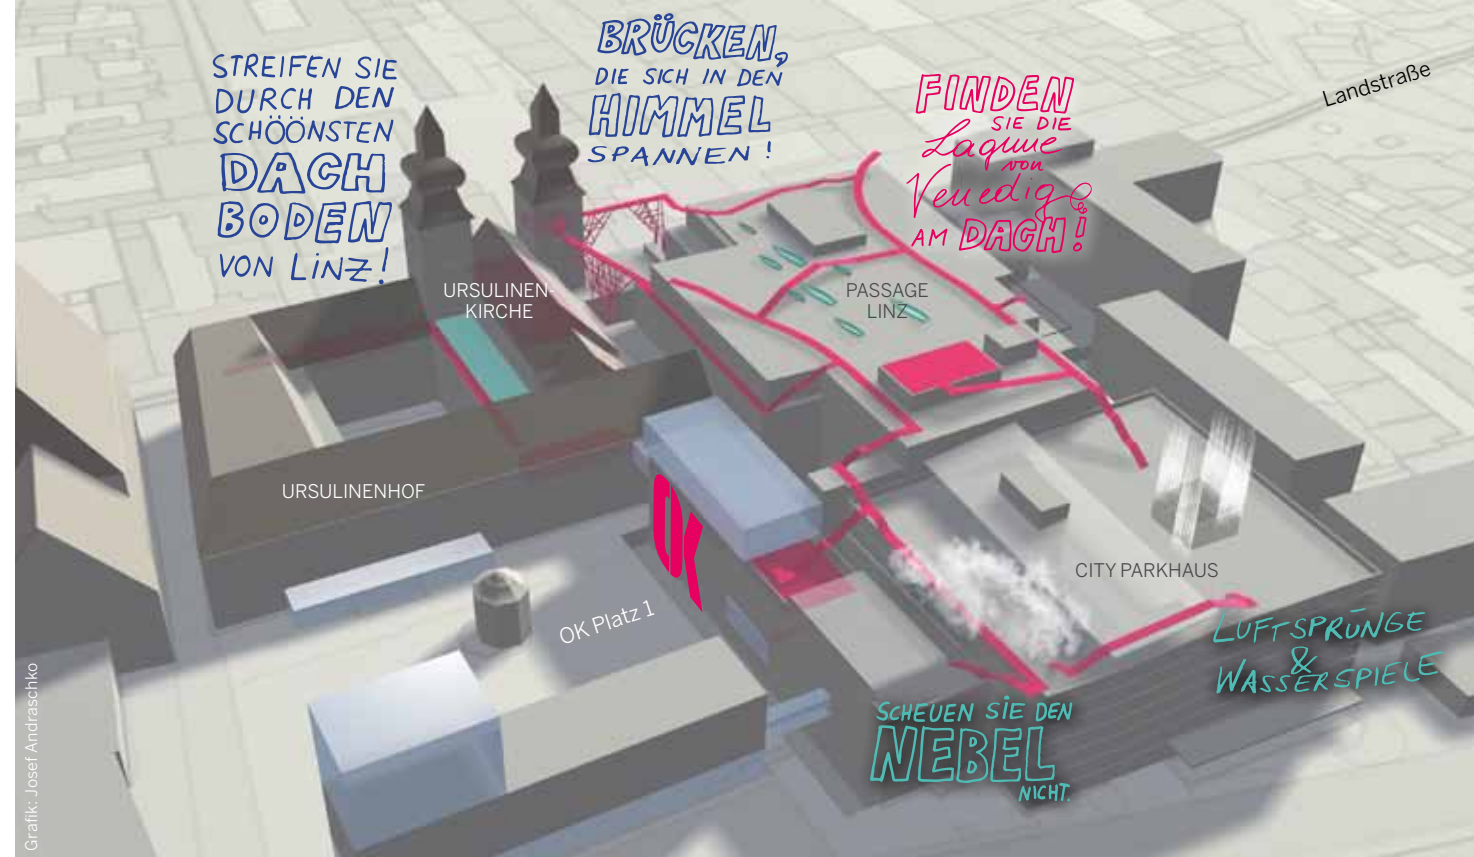 STREIFEN SIE
DURCH DEN
SCHÖÖNSTEN
DACH
BODEN
VON LINZ!
BRÜCKEN,
DIE SICH IN DEN
HIMMEL
SPANNEN!
FINDEN
SIE DIE
Lagune
von
Venedig
AM DACH!
Landstraße
URSULINEN-
KIRCHE
PASSAGE
LINZ
URSULINENHOF
OK
OK Platz 1
CITY PARKHAUS
LUFTSPRÜNGE
&
WASSERSPIELE
SCHEUEN SIE DEN
NEBEL
NICHT.
Grafik: Josef Andraschko